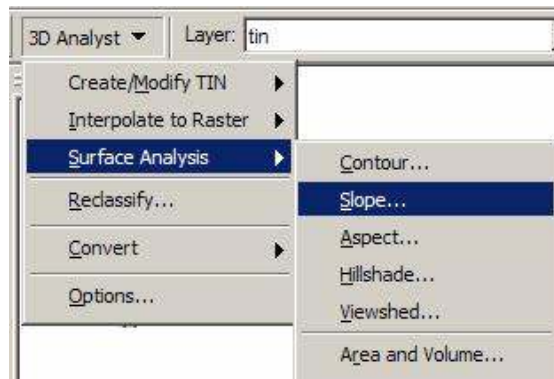 3D Analyst Layer: tin
Create/Modify TIN
Interpolate to Raster
Surface Analysis
Reclassify...
Convert
Options...
Contour...
Slope...
Aspect...
Hillshade...
Viewshed...
Area and Volume...